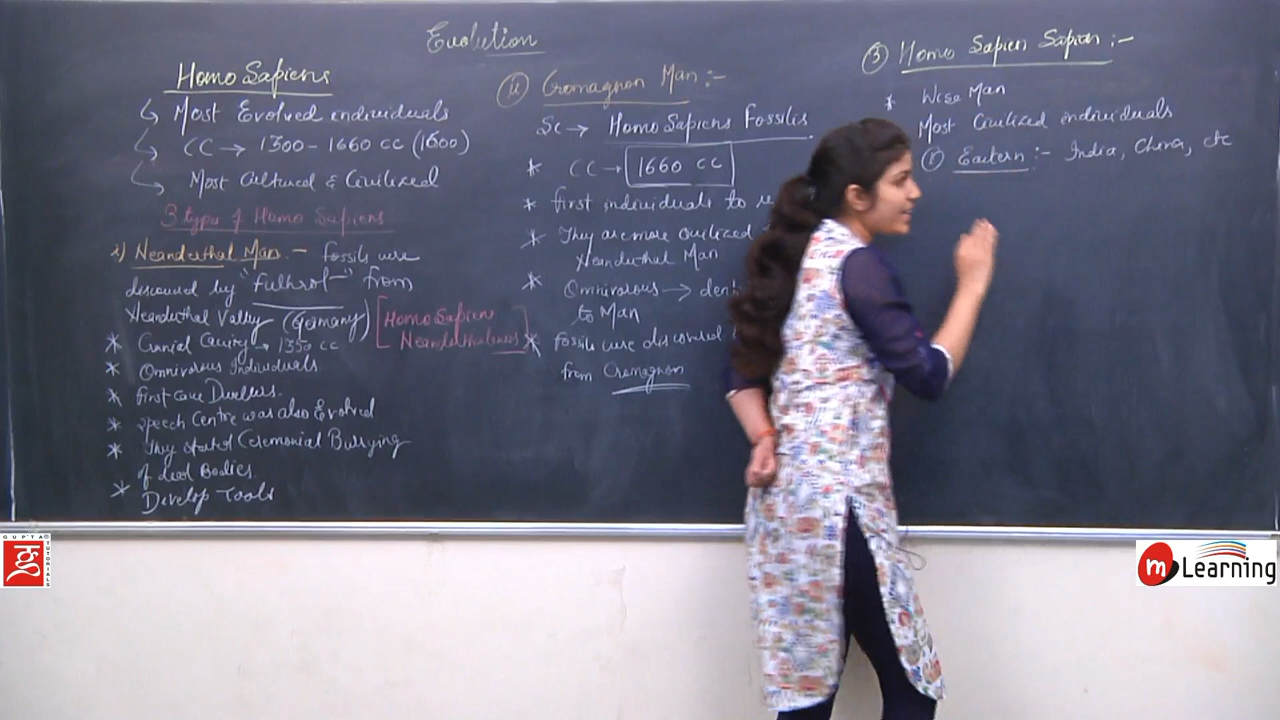 Evolution
Homo Sapiens
↳ Most Evolved individuals
↳ CC → 1300 - 1660 cc (1600)
↳ Most Cultured & Civilized
3 type of Homo Sapiens
i) Neanderthal Man :- fossils were
discovered by "Fulhrot" from
Neanderthal Valley (Germany)
[Homo Sapiens
Neanderthalensis]
* Cranial Cavity → 1350 cc
* Omnivorous Individuals
* First Cave Dwellers.
* Speech Centre was also Evolved
* They started Ceremonial Burrying
of dead Bodies
* Develop Tools
ii) Cromagnon Man :-
Sc → Homo Sapiens Fossilis
* CC → 1660 cc
* first individuals to
* They are more civilized
Neanderthal Man
* Omnivorous →
to Man
* fossils were discovered
from Cromagnon
③ Homo Sapien Sapien :-
* Wise Man
Most Civilized individuals
① Eastern :- India, China, etc
GUPTA TUTORIALS
m Learning